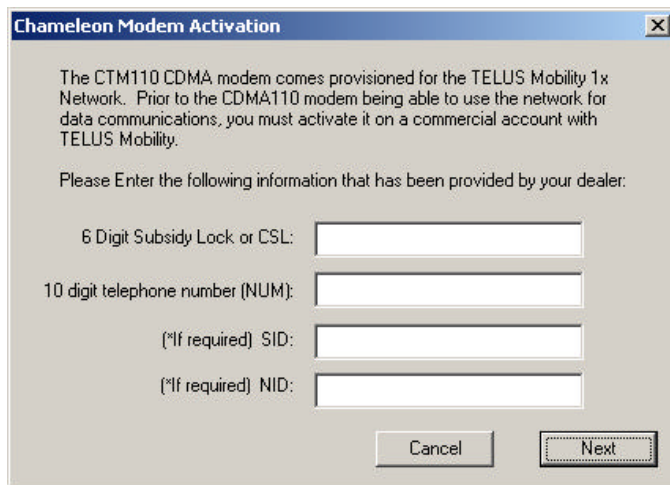 Chameleon Modem Activation
The CTM110 CDMA modem comes provisioned for the TELUS Mobility 1x
Network.  Prior to the CDMA110 modem being able to use the network for
data communications, you must activate it on a commercial account with
TELUS Mobility.
Please Enter the following information that has been provided by your dealer:
6 Digit Subsidy Lock or CSL:
10 digit telephone number (NUM):
(*If required)  SID:
(*If required)  NID:
Cancel Next